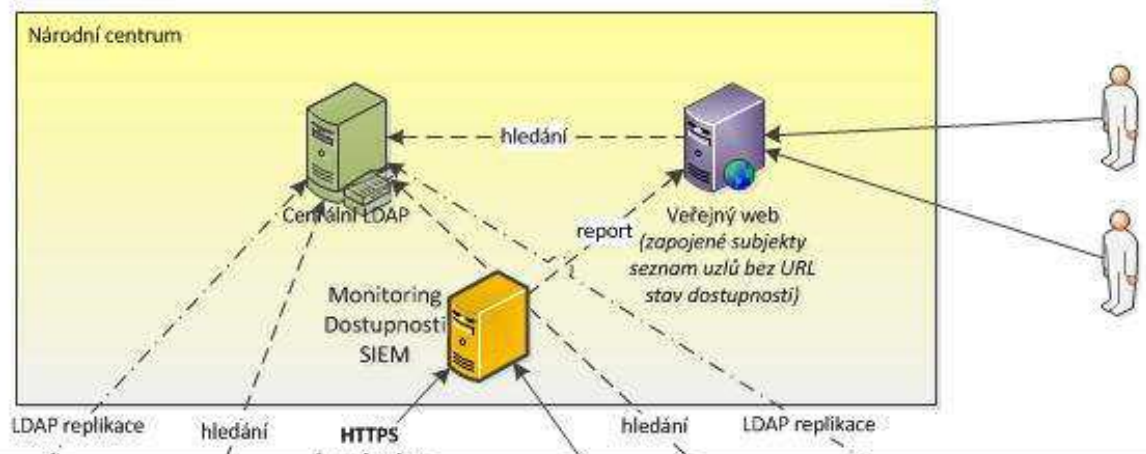 Národní centrum
hledání
Centrální LDAP
Veřejný web
(zapojené subjekty
seznam uzlů bez URL
stav dostupnosti)
report
Monitoring
Dostupnosti
SIEM
LDAP replikace
hledání
HTTPS
hledání
LDAP replikace